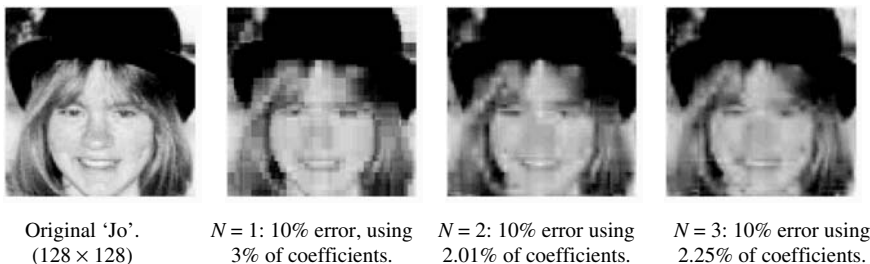 Original ‘Jo’.
(128 × 128)
N = 1: 10% error, using
3% of coefficients.
N = 2: 10% error using
2.01% of coefficients.
N = 3: 10% error using
2.25% of coefficients.